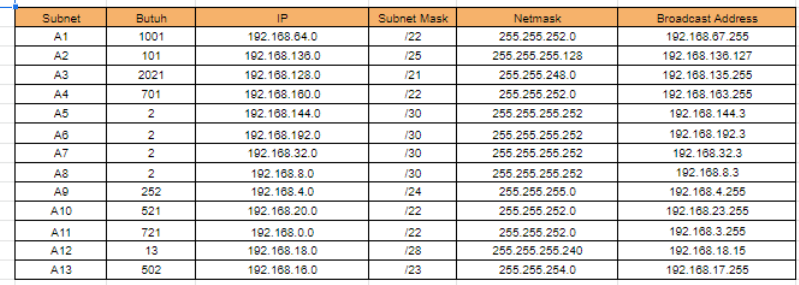 Subnet Butuh IP Subnet Mask Netmask Broadcast Address
A1 1001 192.168.64.0 /22 255.255.252.0 192.168.67.255
A2 101 192.168.136.0 /25 255.255.255.128 192.168.136.127
A3 2021 192.168.128.0 /21 255.255.248.0 192.168.135.255
A4 701 192.168.160.0 /22 255.255.252.0 192.168.163.255
A5 2 192.168.144.0 /30 255.255.255.252 192.168.144.3
A6 2 192.168.192.0 /30 255.255.255.252 192.168.192.3
A7 2 192.168.32.0 /30 255.255.255.252 192.168.32.3
A8 2 192.168.8.0 /30 255.255.255.252 192.168.8.3
A9 252 192.168.4.0 /24 255.255.255.0 192.168.4.255
A10 521 192.168.20.0 /22 255.255.252.0 192.168.23.255
A11 721 192.168.0.0 /22 255.255.252.0 192.168.3.255
A12 13 192.168.18.0 /28 255.255.255.240 192.168.18.15
A13 502 192.168.16.0 /23 255.255.254.0 192.168.17.255